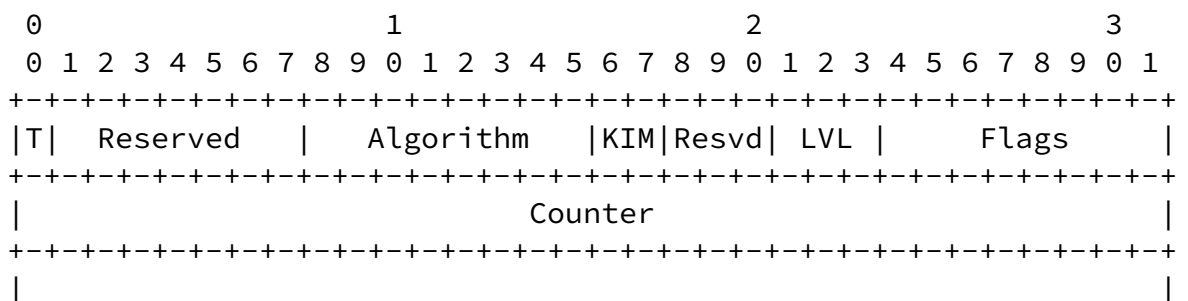 0                   1                   2                   3
 0 1 2 3 4 5 6 7 8 9 0 1 2 3 4 5 6 7 8 9 0 1 2 3 4 5 6 7 8 9 0 1
+-+-+-+-+-+-+-+-+-+-+-+-+-+-+-+-+-+-+-+-+-+-+-+-+-+-+-+-+-+-+-+-+
|T|  Reserved   |   Algorithm   |KIM|Resvd| LVL |     Flags     |
+-+-+-+-+-+-+-+-+-+-+-+-+-+-+-+-+-+-+-+-+-+-+-+-+-+-+-+-+-+-+-+-+
|                            Counter                            |
+-+-+-+-+-+-+-+-+-+-+-+-+-+-+-+-+-+-+-+-+-+-+-+-+-+-+-+-+-+-+-+-+
|                                                               |